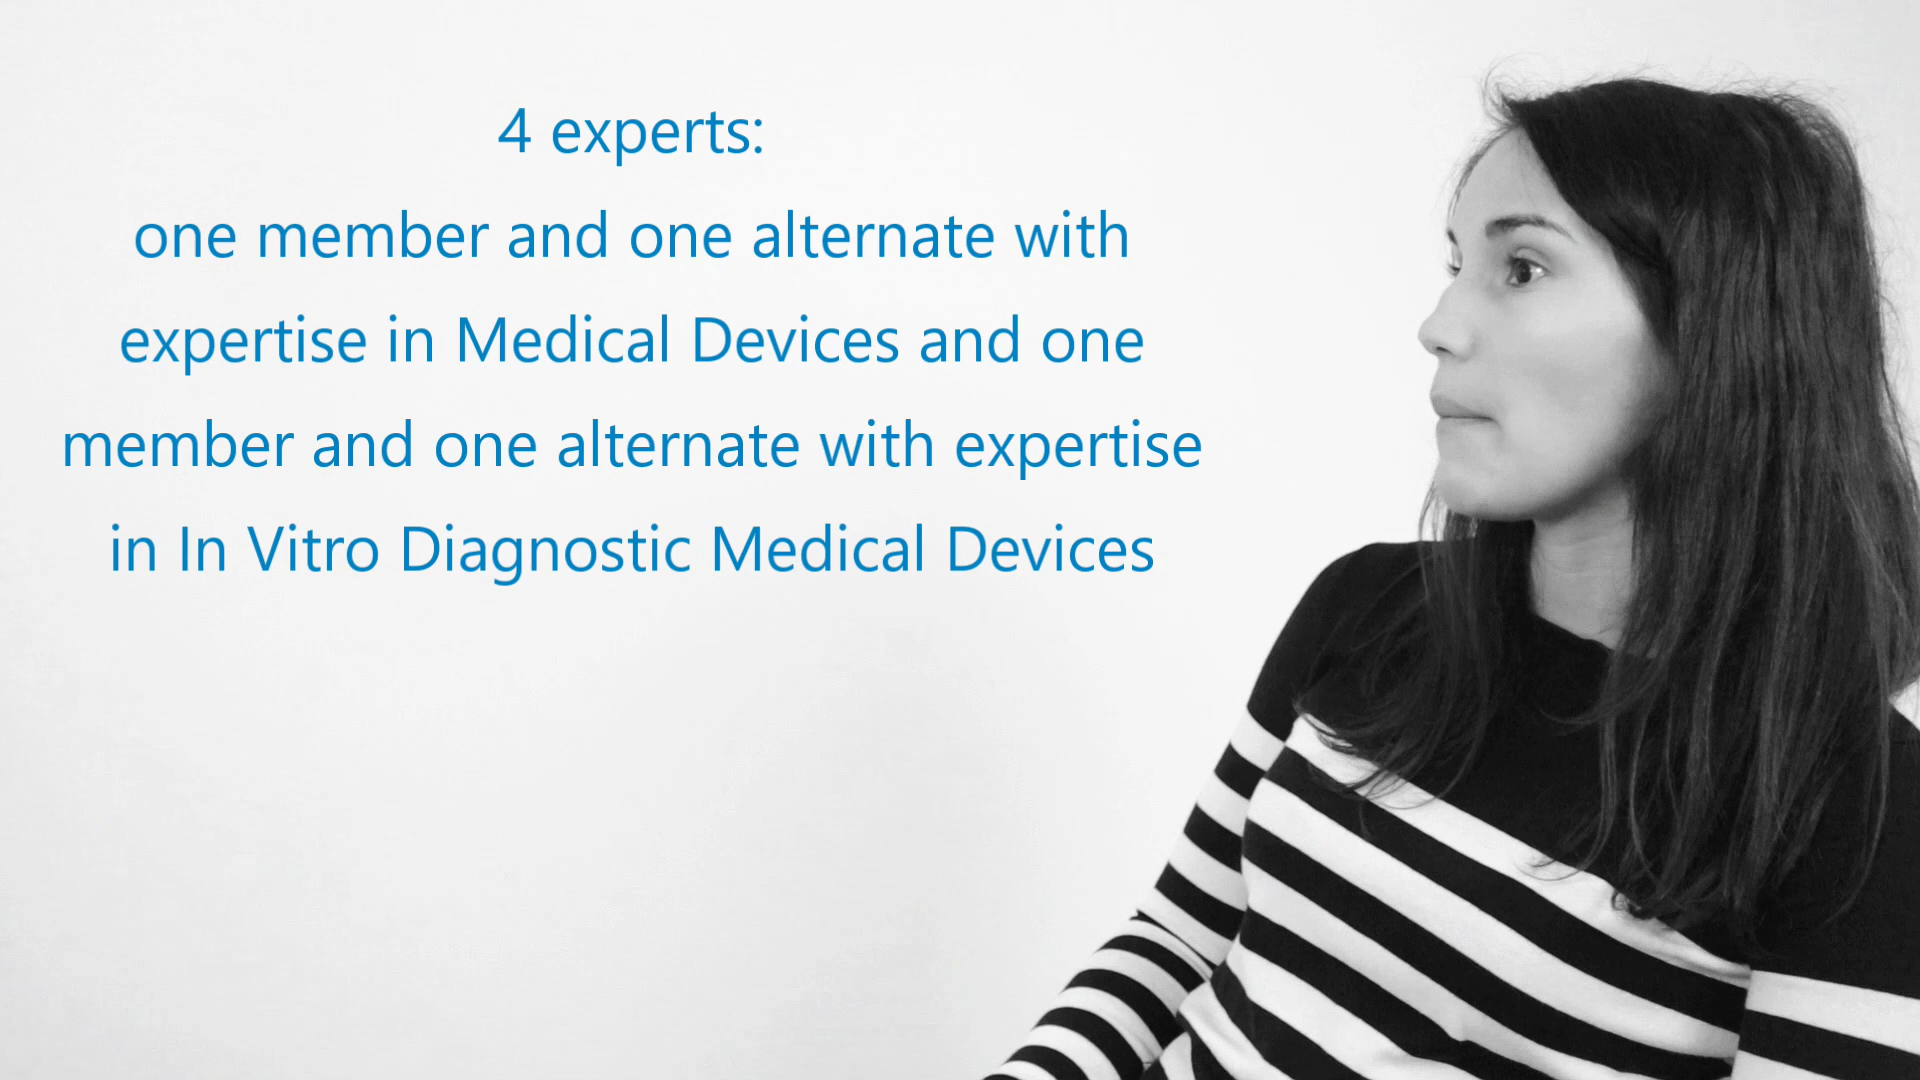 4 experts:
one member and one alternate with
expertise in Medical Devices and one
member and one alternate with expertise
in In Vitro Diagnostic Medical Devices